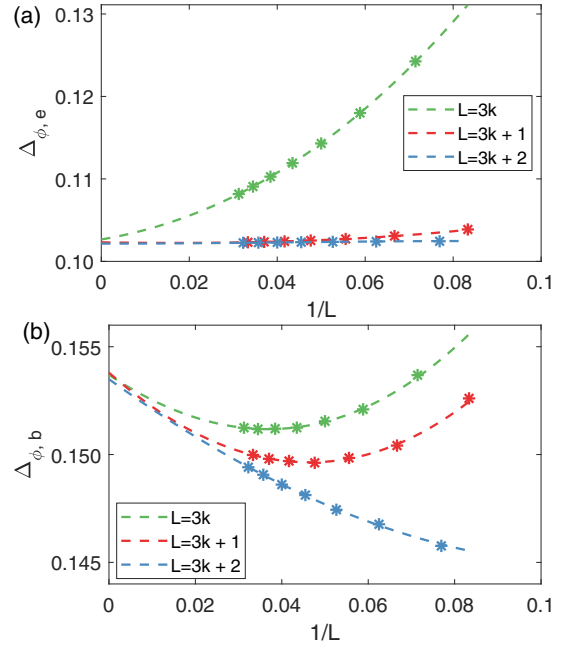 (a)
0.13
0.12
0.11
0.10
Δϕ, e
L=3k
L=3k + 1
L=3k + 2
0 0.02 0.04 0.06 0.08 0.1
1/L
(b)
0.155
0.150
0.145
Δϕ, b
L=3k
L=3k + 1
L=3k + 2
0 0.02 0.04 0.06 0.08 0.1
1/L